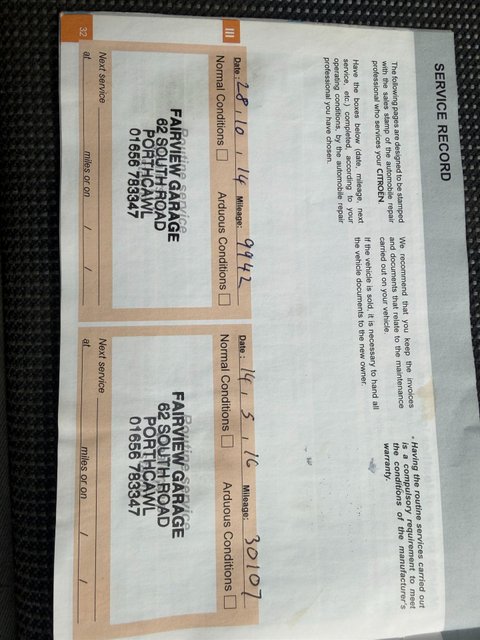 SERVICE RECORD
The following pages are designed to be stamped
with the sales stamp of the automobile repair
professional who services your CITROËN.
Have the boxes below (date, mileage, next
service, etc.) completed, according to your
operating conditions, by the automobile repair
professional you have chosen.
We recommend that you keep the invoices
and documents that relate to the maintenance
carried out on your vehicle.
If the vehicle is sold, it is necessary to hand all
the vehicle documents to the new owner.
- Having the routine services carried out
is a compulsory requirement to meet
the conditions of the manufacturer's
warranty.
III
Date : 28 , 10 , 14 Mileage: 9942
Normal Conditions Arduous Conditions
Routine service
FAIRVIEW GARAGE
62 SOUTH ROAD
PORTHCAWL
01656 783347
Next service
at miles or on / /
Date : 14 , 5 , 16 Mileage: 30107
Normal Conditions Arduous Conditions
Routine service
FAIRVIEW GARAGE
62 SOUTH ROAD
PORTHCAWL
01656 783347
Next service
at miles or on / /
32